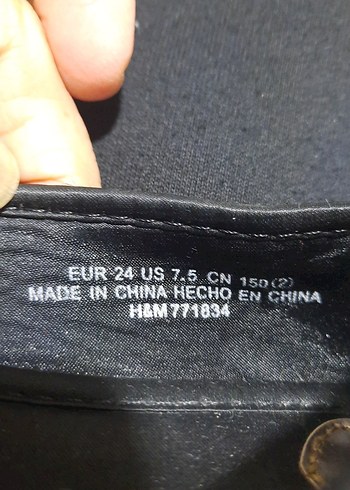 EUR 24 US 7.5 CN 150(2)
MADE IN CHINA HECHO EN CHINA
H&M 771834